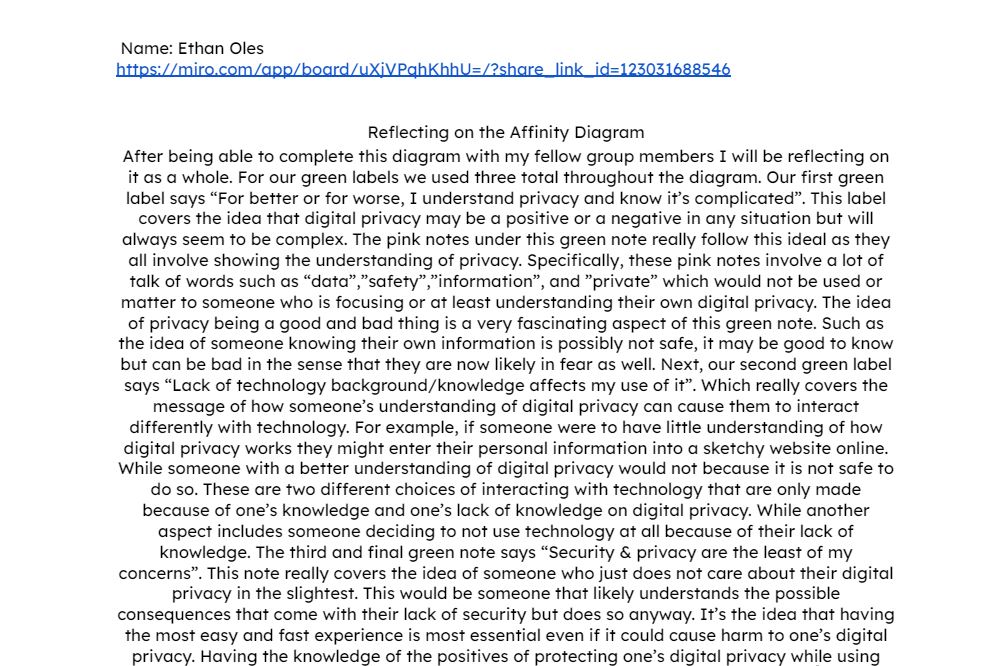 Name: Ethan Oles
https://miro.com/app/board/uXjVPqhKhhU=/?share_link_id=123031688546
Reflecting on the Affinity Diagram
After being able to complete this diagram with my fellow group members I will be reflecting on
it as a whole. For our green labels we used three total throughout the diagram. Our first green
label says “For better or for worse, I understand privacy and know it’s complicated”. This label
covers the idea that digital privacy may be a positive or a negative in any situation but will
always seem to be complex. The pink notes under this green note really follow this ideal as they
all involve showing the understanding of privacy. Specifically, these pink notes involve a lot of
talk of words such as “data”,”safety”,”information”, and ”private” which would not be used or
matter to someone who is focusing or at least understanding their own digital privacy. The idea
of privacy being a good and bad thing is a very fascinating aspect of this green note. Such as
the idea of someone knowing their own information is possibly not safe, it may be good to know
but can be bad in the sense that they are now likely in fear as well. Next, our second green label
says “Lack of technology background/knowledge affects my use of it”. Which really covers the
message of how someone’s understanding of digital privacy can cause them to interact
differently with technology. For example, if someone were to have little understanding of how
digital privacy works they might enter their personal information into a sketchy website online.
While someone with a better understanding of digital privacy would not because it is not safe to
do so. These are two different choices of interacting with technology that are only made
because of one’s knowledge and one’s lack of knowledge on digital privacy. While another
aspect includes someone deciding to not use technology at all because of their lack of
knowledge. The third and final green note says “Security & privacy are the least of my
concerns”. This note really covers the idea of someone who just does not care about their digital
privacy in the slightest. This would be someone that likely understands the possible
consequences that come with their lack of security but does so anyway. It’s the idea that having
the most easy and fast experience is most essential even if it could cause harm to one’s digital
privacy. Having the knowledge of the positives of protecting one’s digital privacy while using